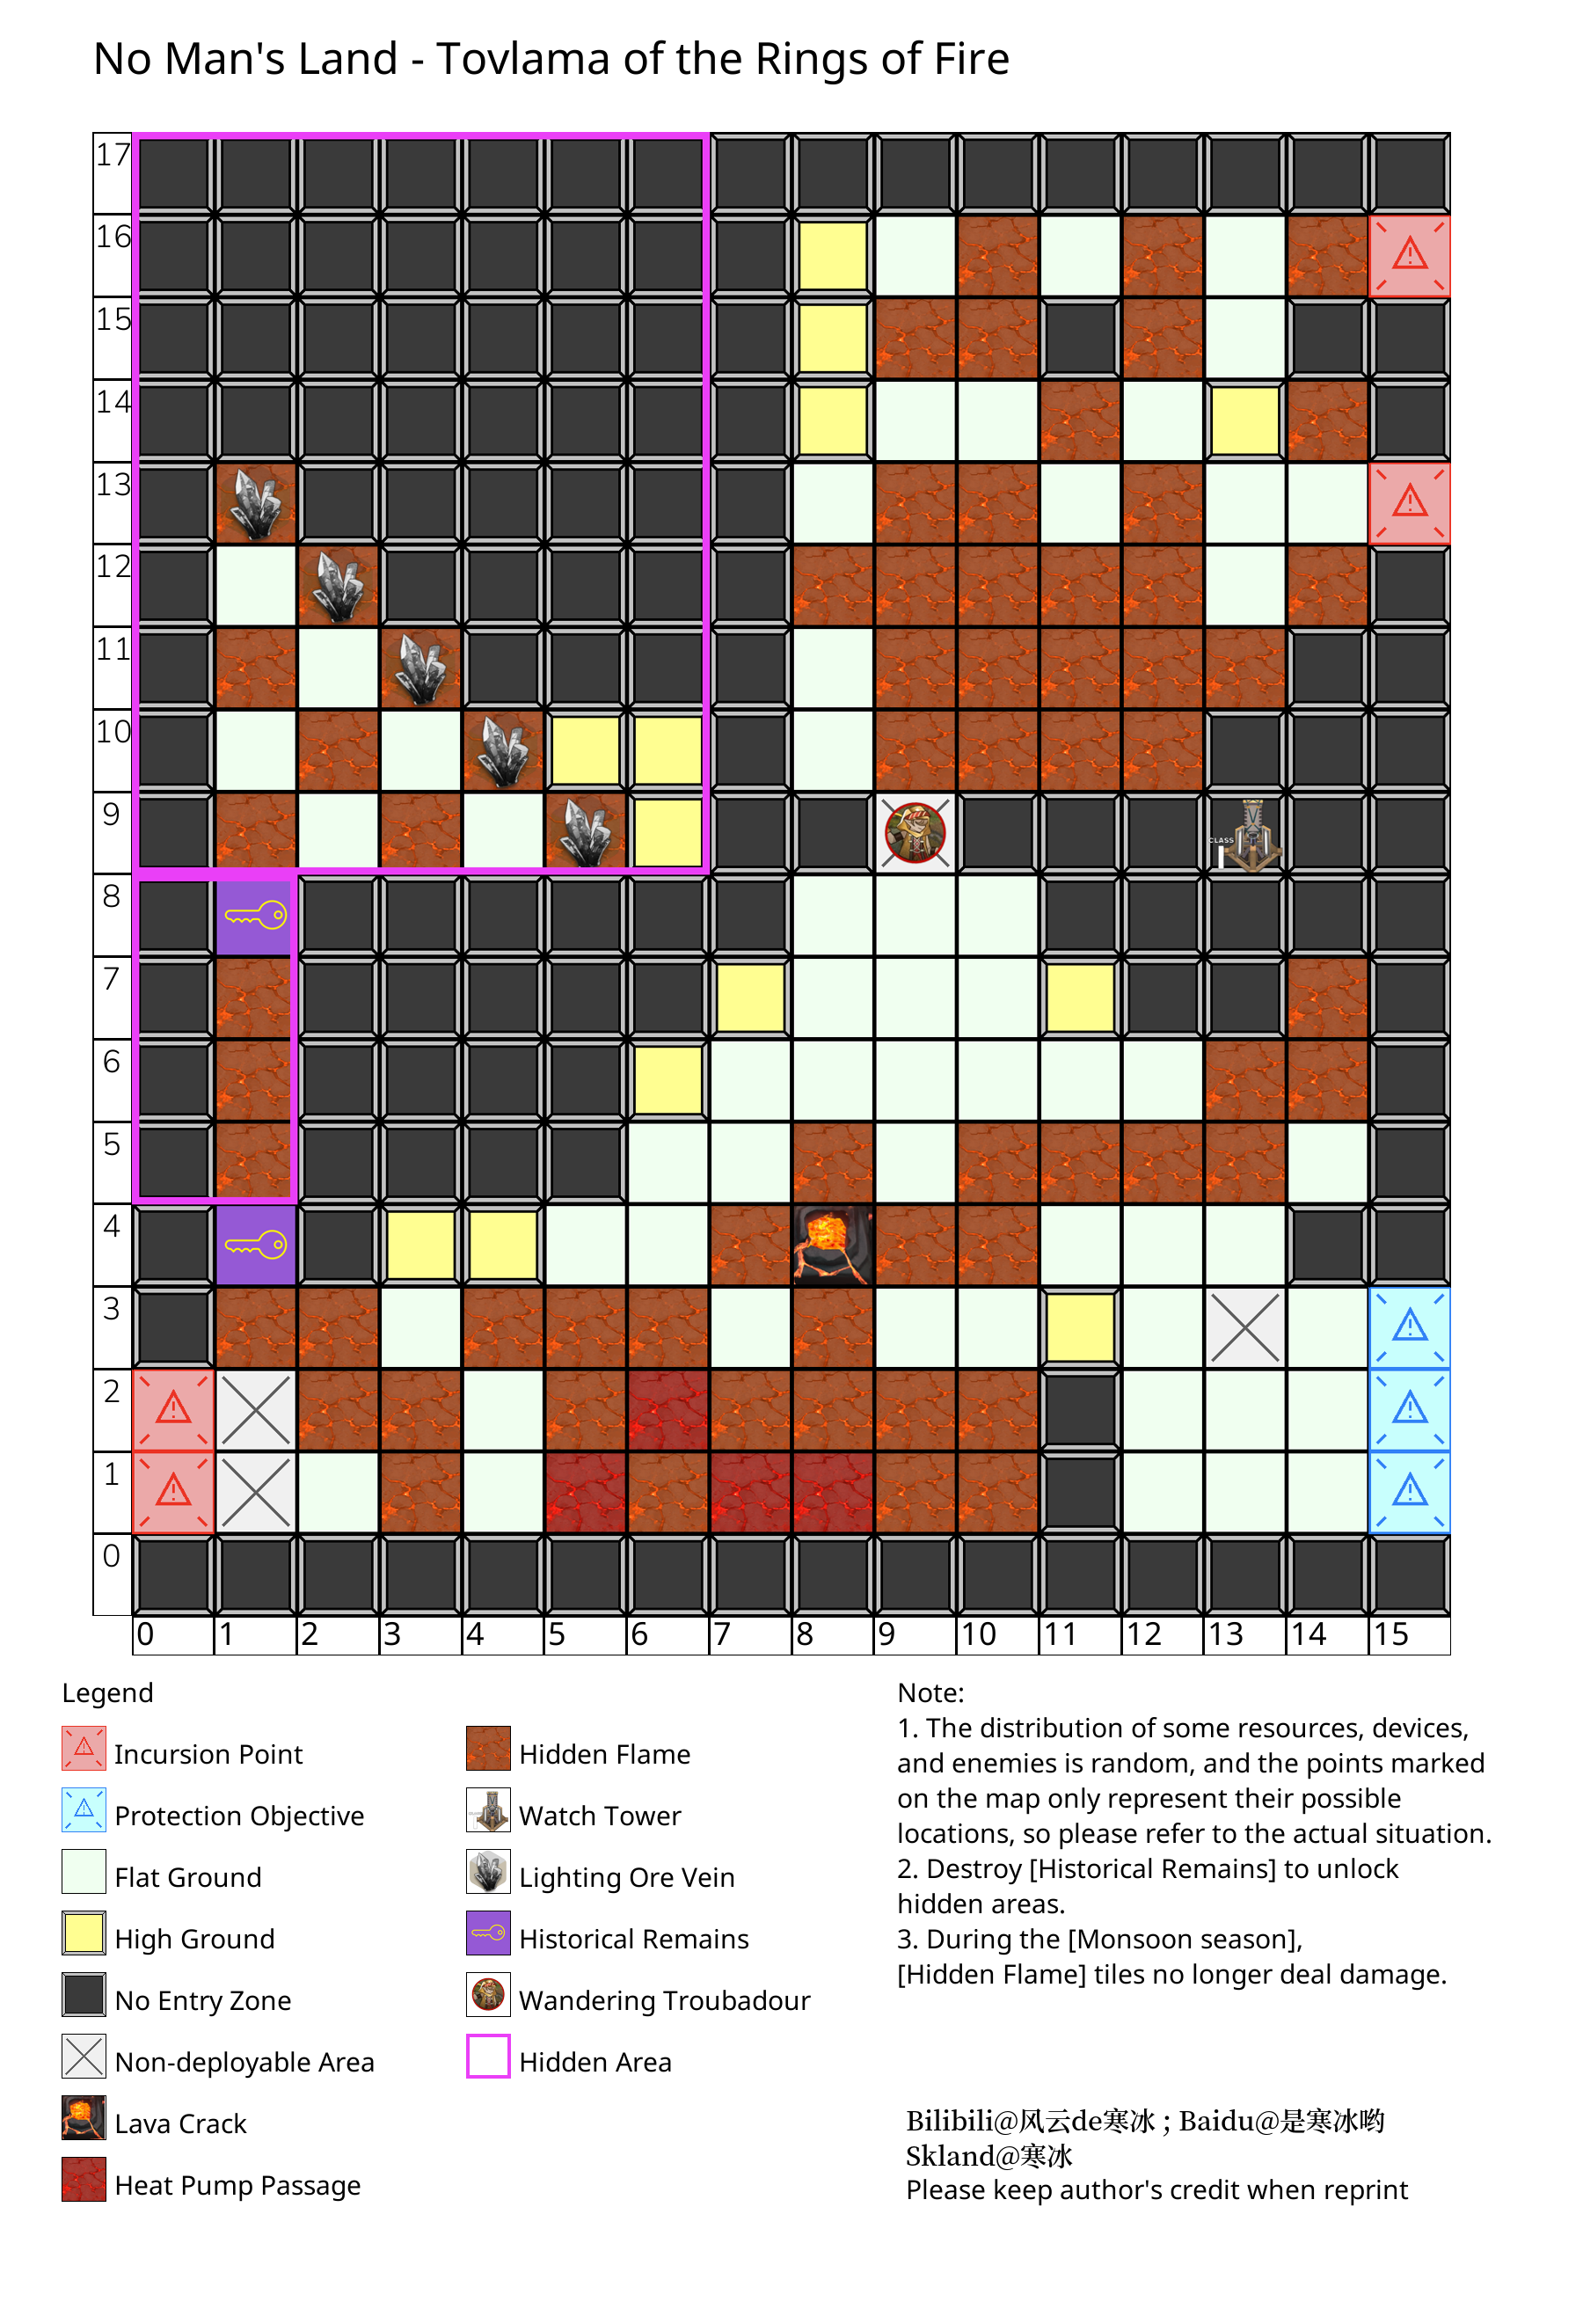 No Man's Land - Tovlama of the Rings of Fire
17
16
15
14
13
12
11
10
9
CLASS
I
8
7
6
5
4
3
2
1
0
0 1 2 3 4 5 6 7 8 9 10 11 12 13 14 15
Legend
Incursion Point
Protection Objective
Flat Ground
High Ground
No Entry Zone
Non-deployable Area
Lava Crack
Heat Pump Passage
Hidden Flame
Watch Tower
Lighting Ore Vein
Historical Remains
Wandering Troubadour
Hidden Area
Note:
1. The distribution of some resources, devices,
and enemies is random, and the points marked
on the map only represent their possible
locations, so please refer to the actual situation.
2. Destroy [Historical Remains] to unlock
hidden areas.
3. During the [Monsoon season],
[Hidden Flame] tiles no longer deal damage.
Bilibili@风云de寒冰 ; Baidu@是寒冰哟
Skland@寒冰
Please keep author's credit when reprint